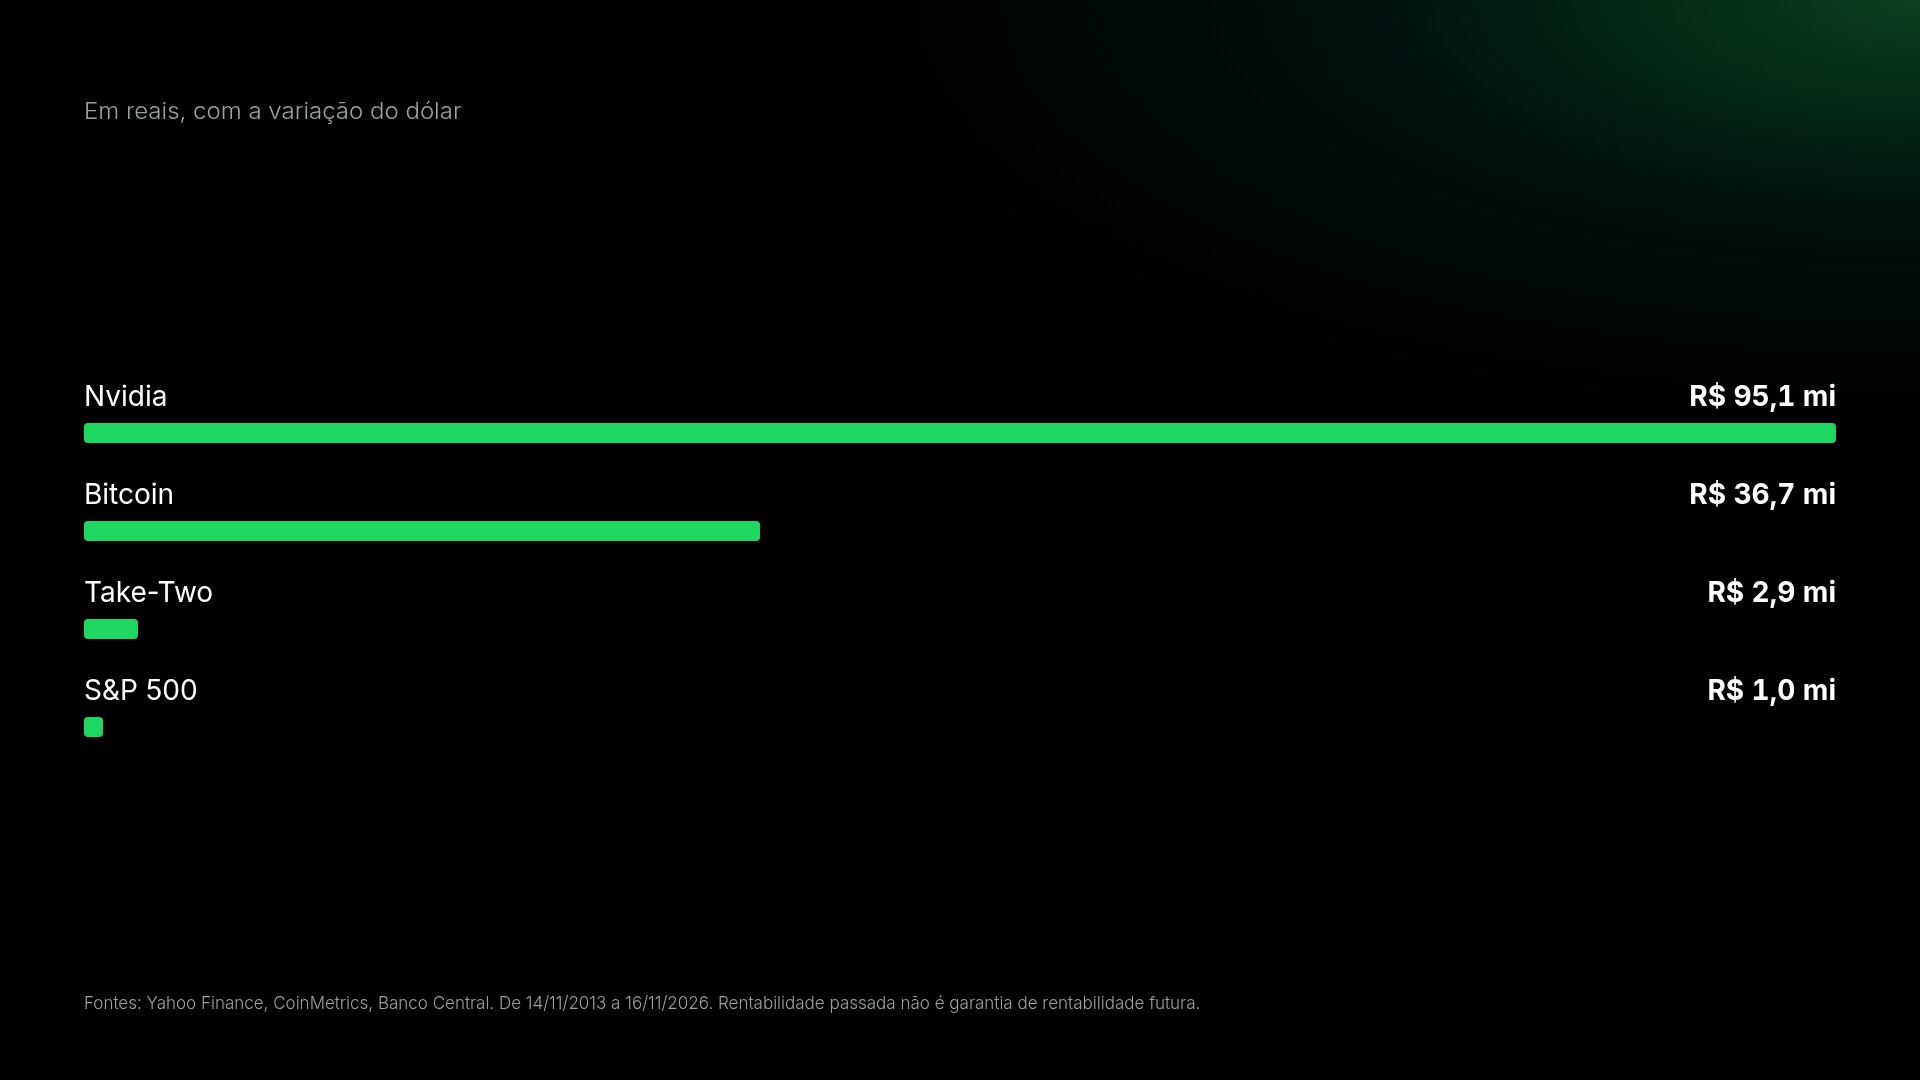 Em reais, com a variação do dólar
Nvidia R$ 95,1 mi
Bitcoin R$ 36,7 mi
Take-Two R$ 2,9 mi
S&P 500 R$ 1,0 mi
Fontes: Yahoo Finance, CoinMetrics, Banco Central. De 14/11/2013 a 16/11/2026. Rentabilidade passada não é garantia de rentabilidade futura.